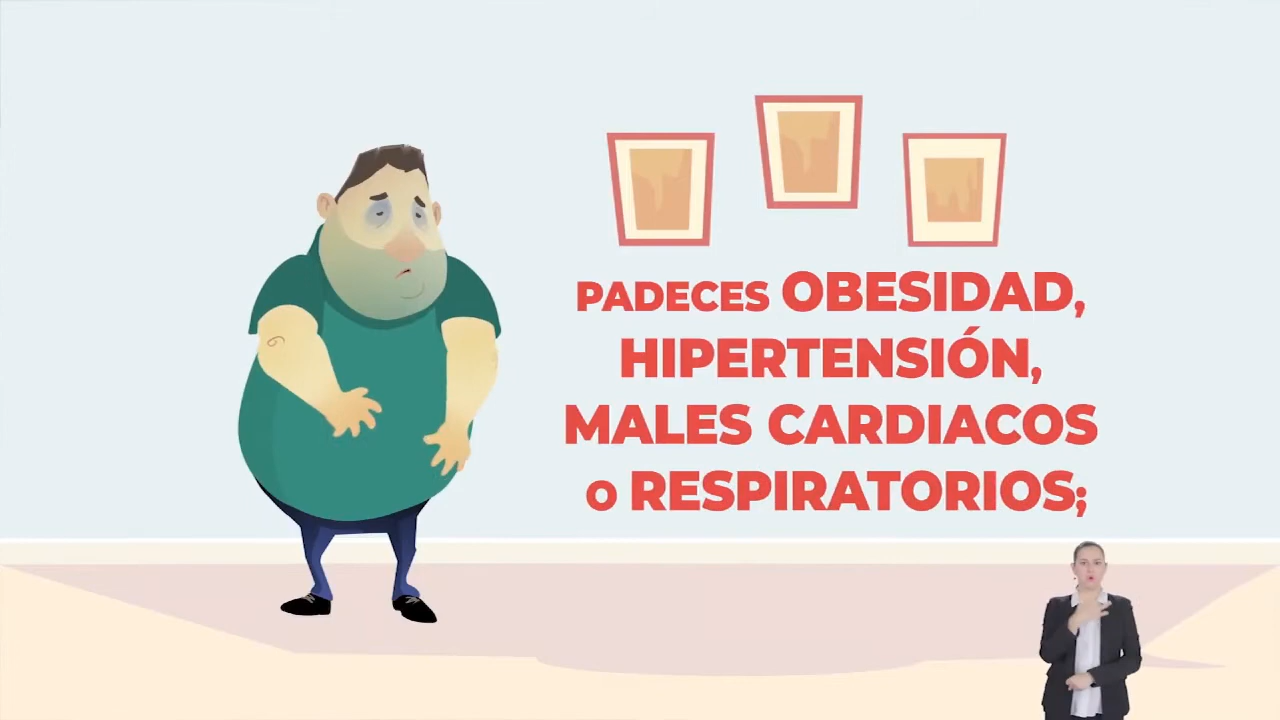 PADECES OBESIDAD,
HIPERTENSIÓN,
MALES CARDIACOS
O RESPIRATORIOS;